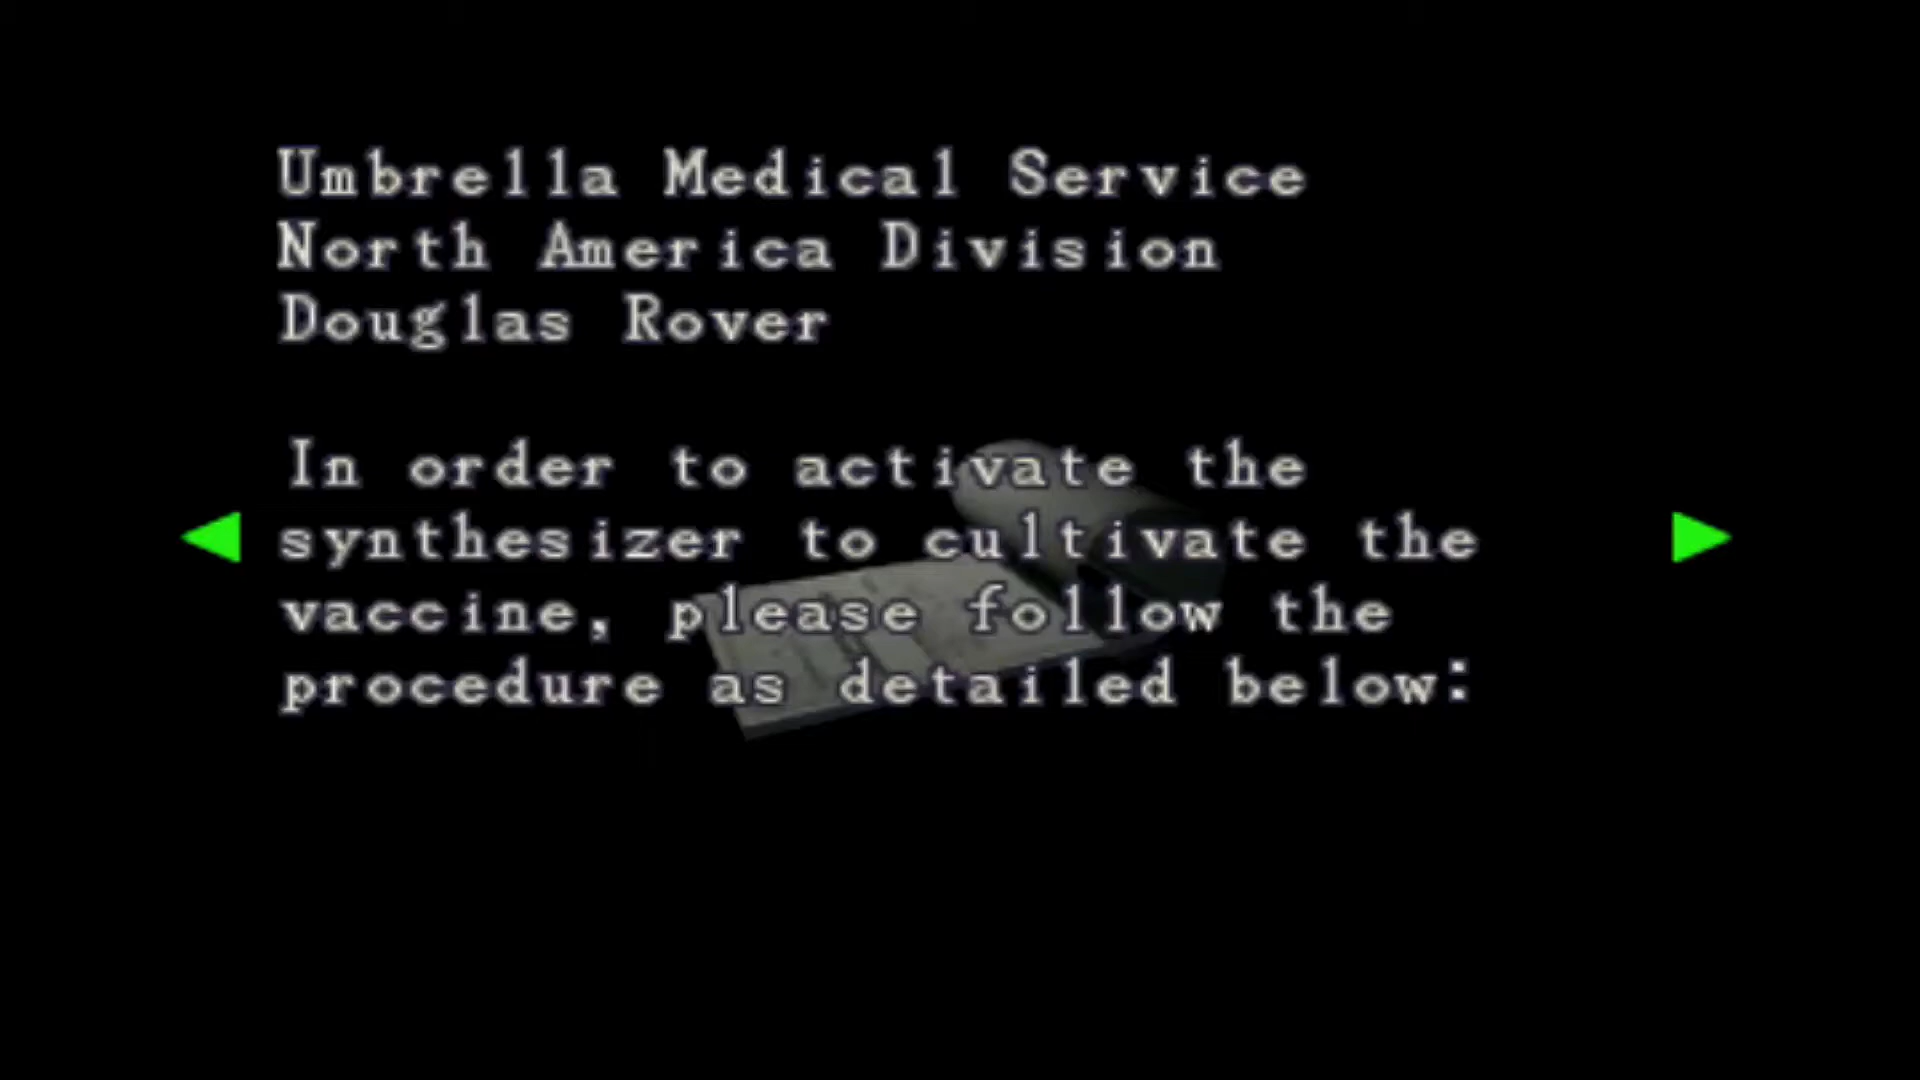 Umbrella Medical Service
North America Division
Douglas Rover
In order to activate the
synthesizer to cultivate the
vaccine, please follow the
procedure as detailed below: